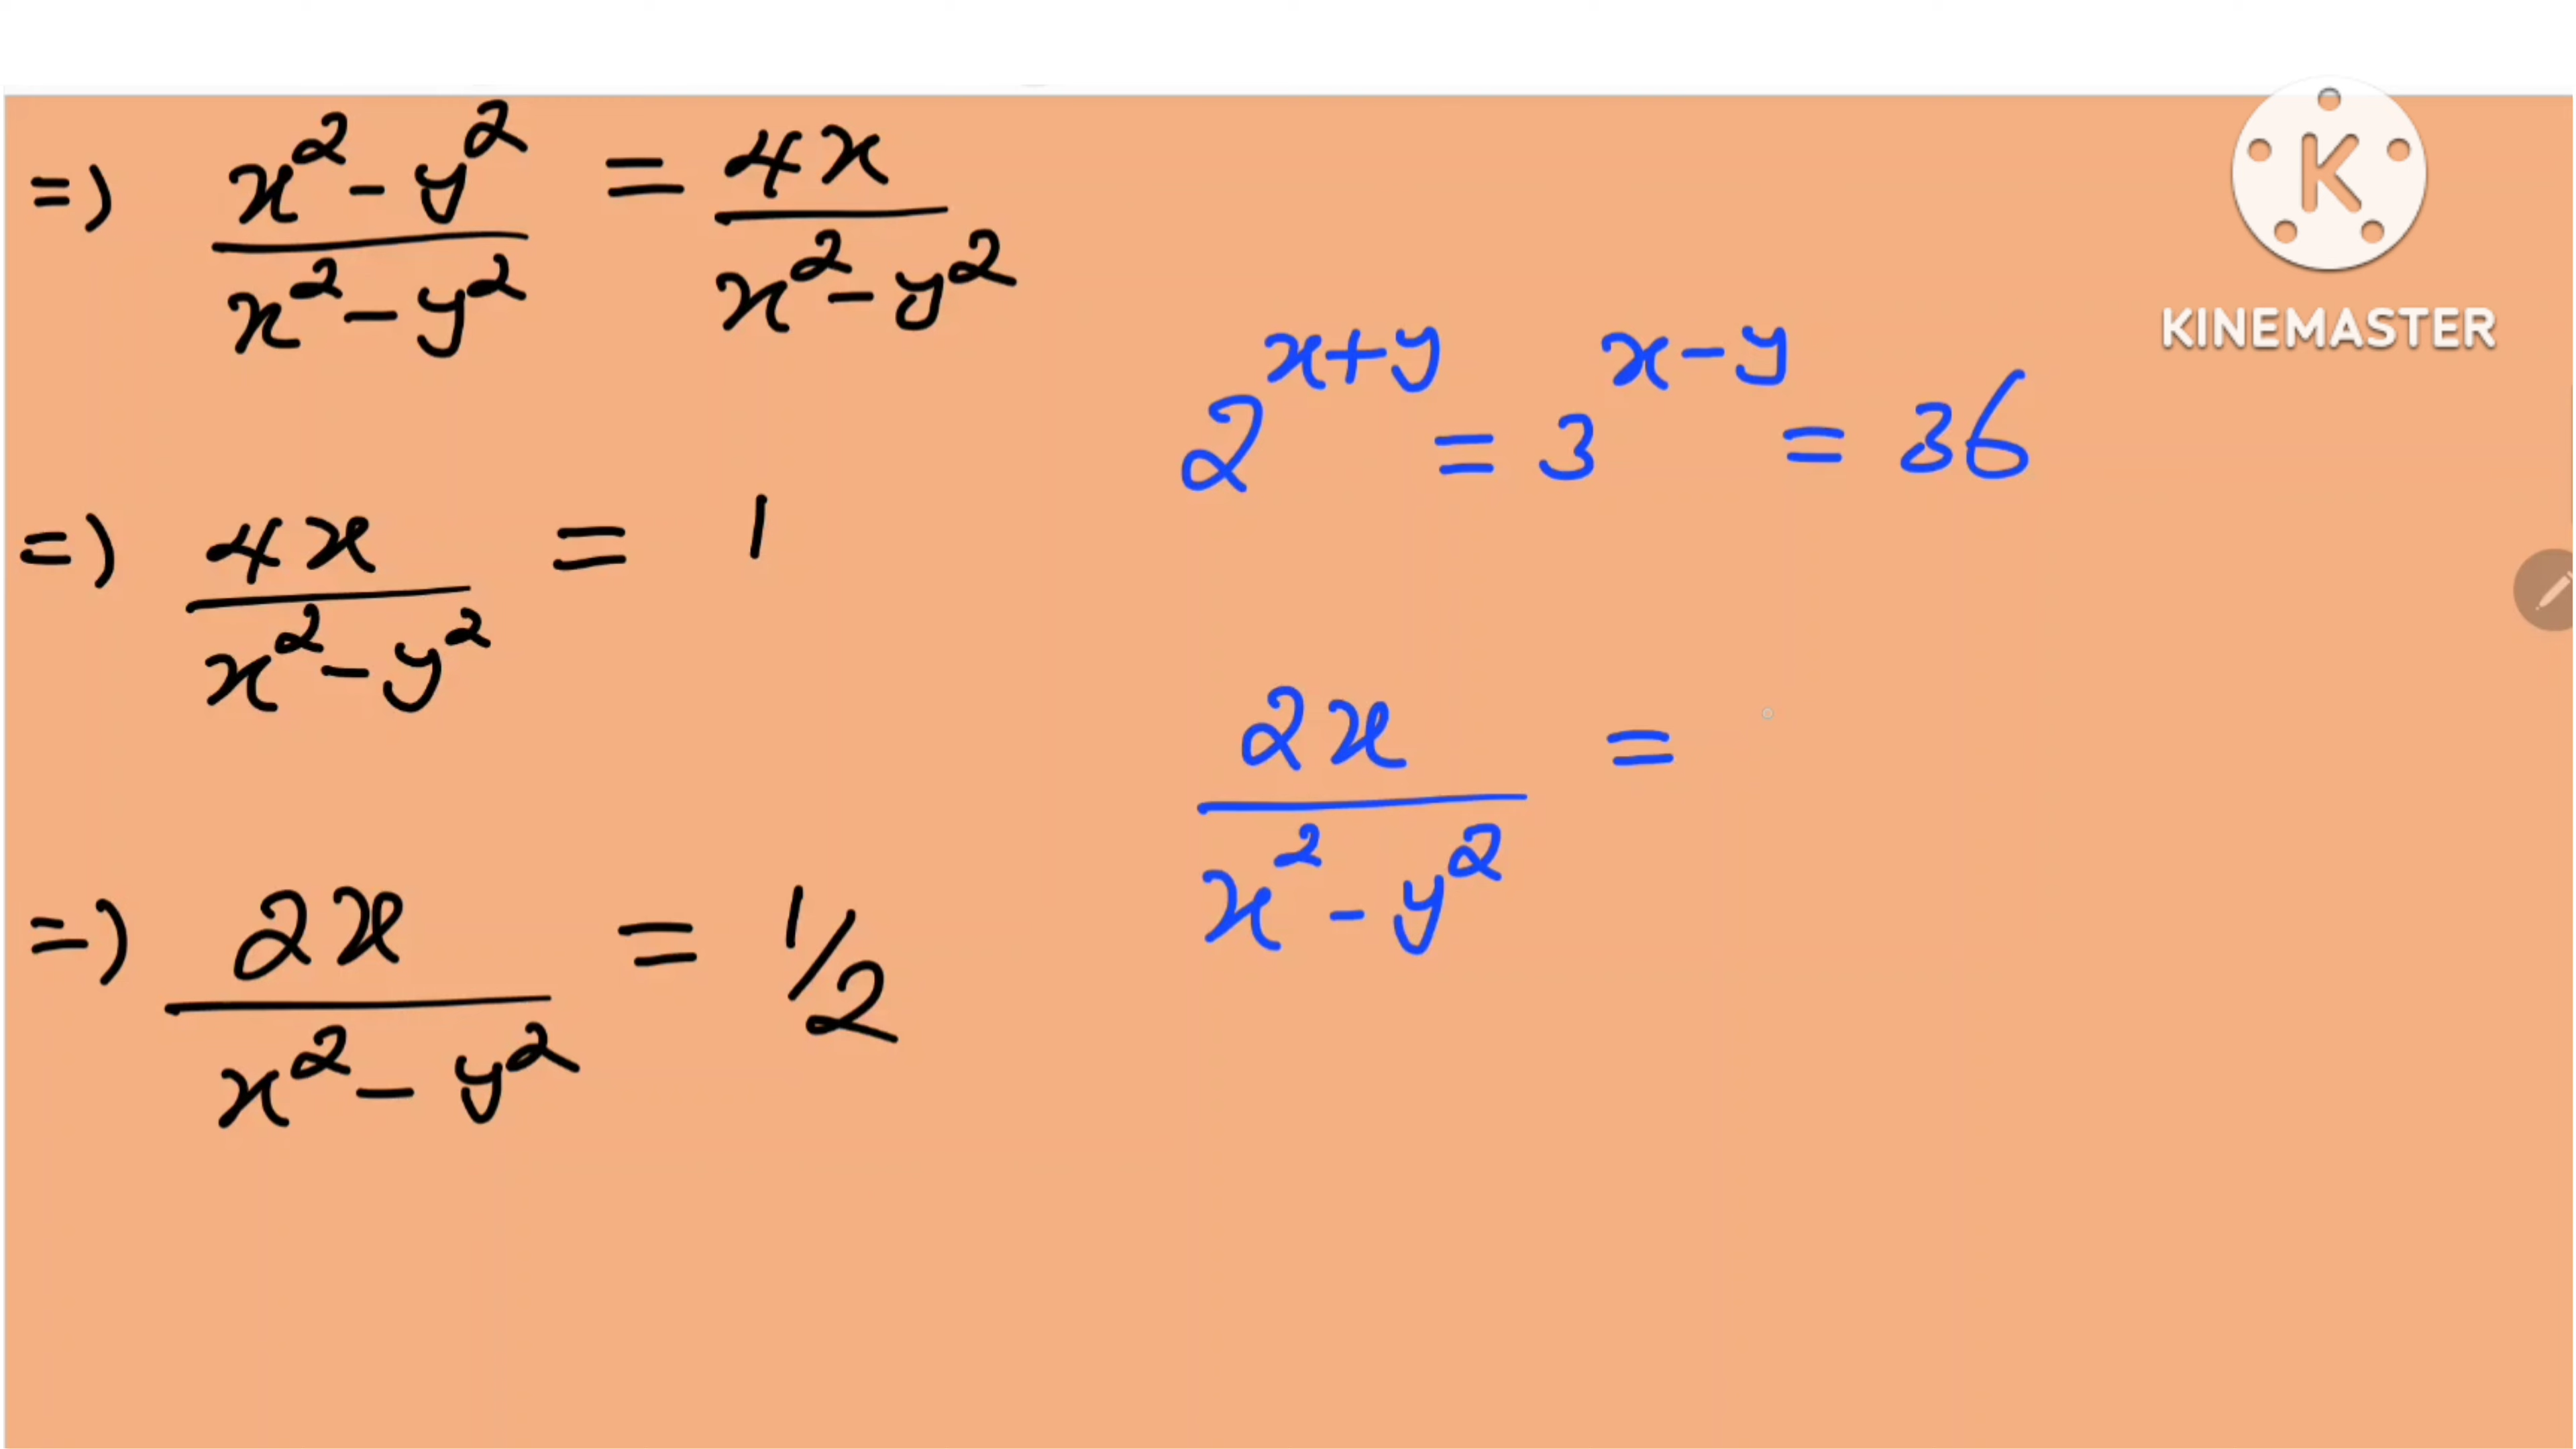 =) x² - y² / x² - y² = 4x / x² - y²
=) 4x / x² - y² = 1
=) 2x / x² - y² = 1/2
2^(x+y) = 3^(x-y) = 36
2x / x² - y² =
K
KINEMASTER